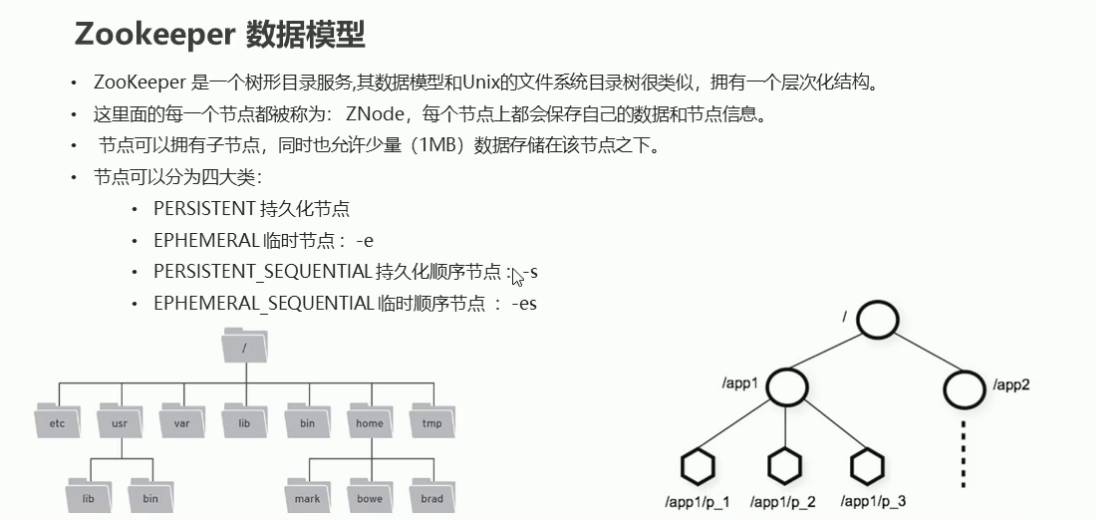 Zookeeper 数据模型
• ZooKeeper 是一个树形目录服务,其数据模型和Unix的文件系统目录树很类似，拥有一个层次化结构。
• 这里面的每一个节点都被称为： ZNode，每个节点上都会保存自己的数据和节点信息。
• 节点可以拥有子节点，同时也允许少量（1MB）数据存储在该节点之下。
• 节点可以分为四大类：
• PERSISTENT 持久化节点
• EPHEMERAL 临时节点 ：-e
• PERSISTENT_SEQUENTIAL 持久化顺序节点 ：-s
• EPHEMERAL_SEQUENTIAL 临时顺序节点 ：-es
/
etc usr var lib bin home tmp
lib bin mark bowe brad
/
/app1 /app2
/app1/p_1 /app1/p_2 /app1/p_3